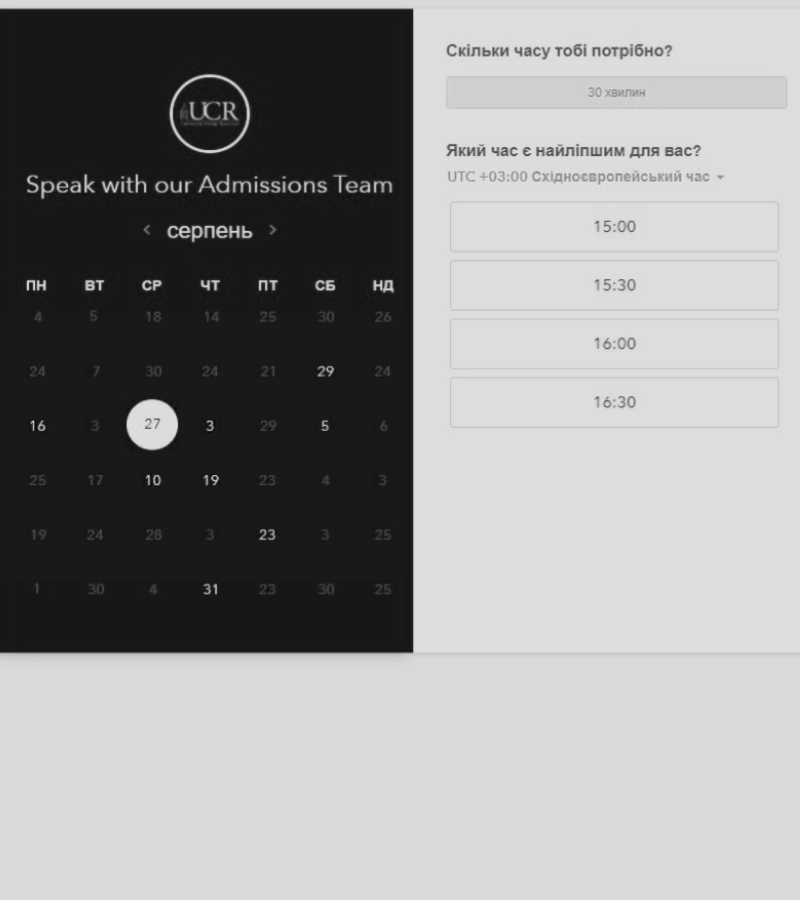 UCR
Speak with our Admissions Team
серпень
ПН ВТ СР ЧТ ПТ СБ НД
4 5 18 14 25 30 26
24 7 30 24 21 29 24
16 3 27 3 29 5 6
25 17 10 19 23 4 3
19 24 28 3 23 3 25
1 30 4 31 23 30 25
Скільки часу тобі потрібно?
30 хвилин
Який час є найліпшим для вас?
UTC +03:00 Східноєвропейський час
15:00
15:30
16:00
16:30